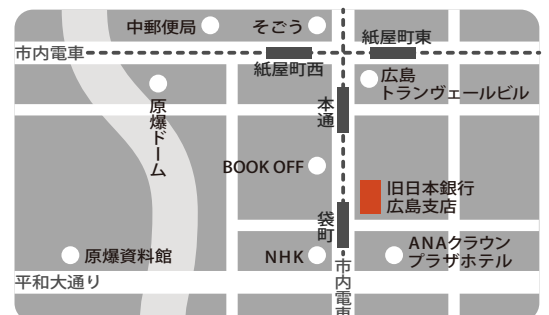 中郵便局
そごう
紙屋町東
市内電車
紙屋町西
広島
トランヴェールビル
原爆ドーム
本通
BOOK OFF
旧日本銀行
広島支店
袋町
原爆資料館
NHK
ANAクラウン
プラザホテル
平和大通り
市内電車